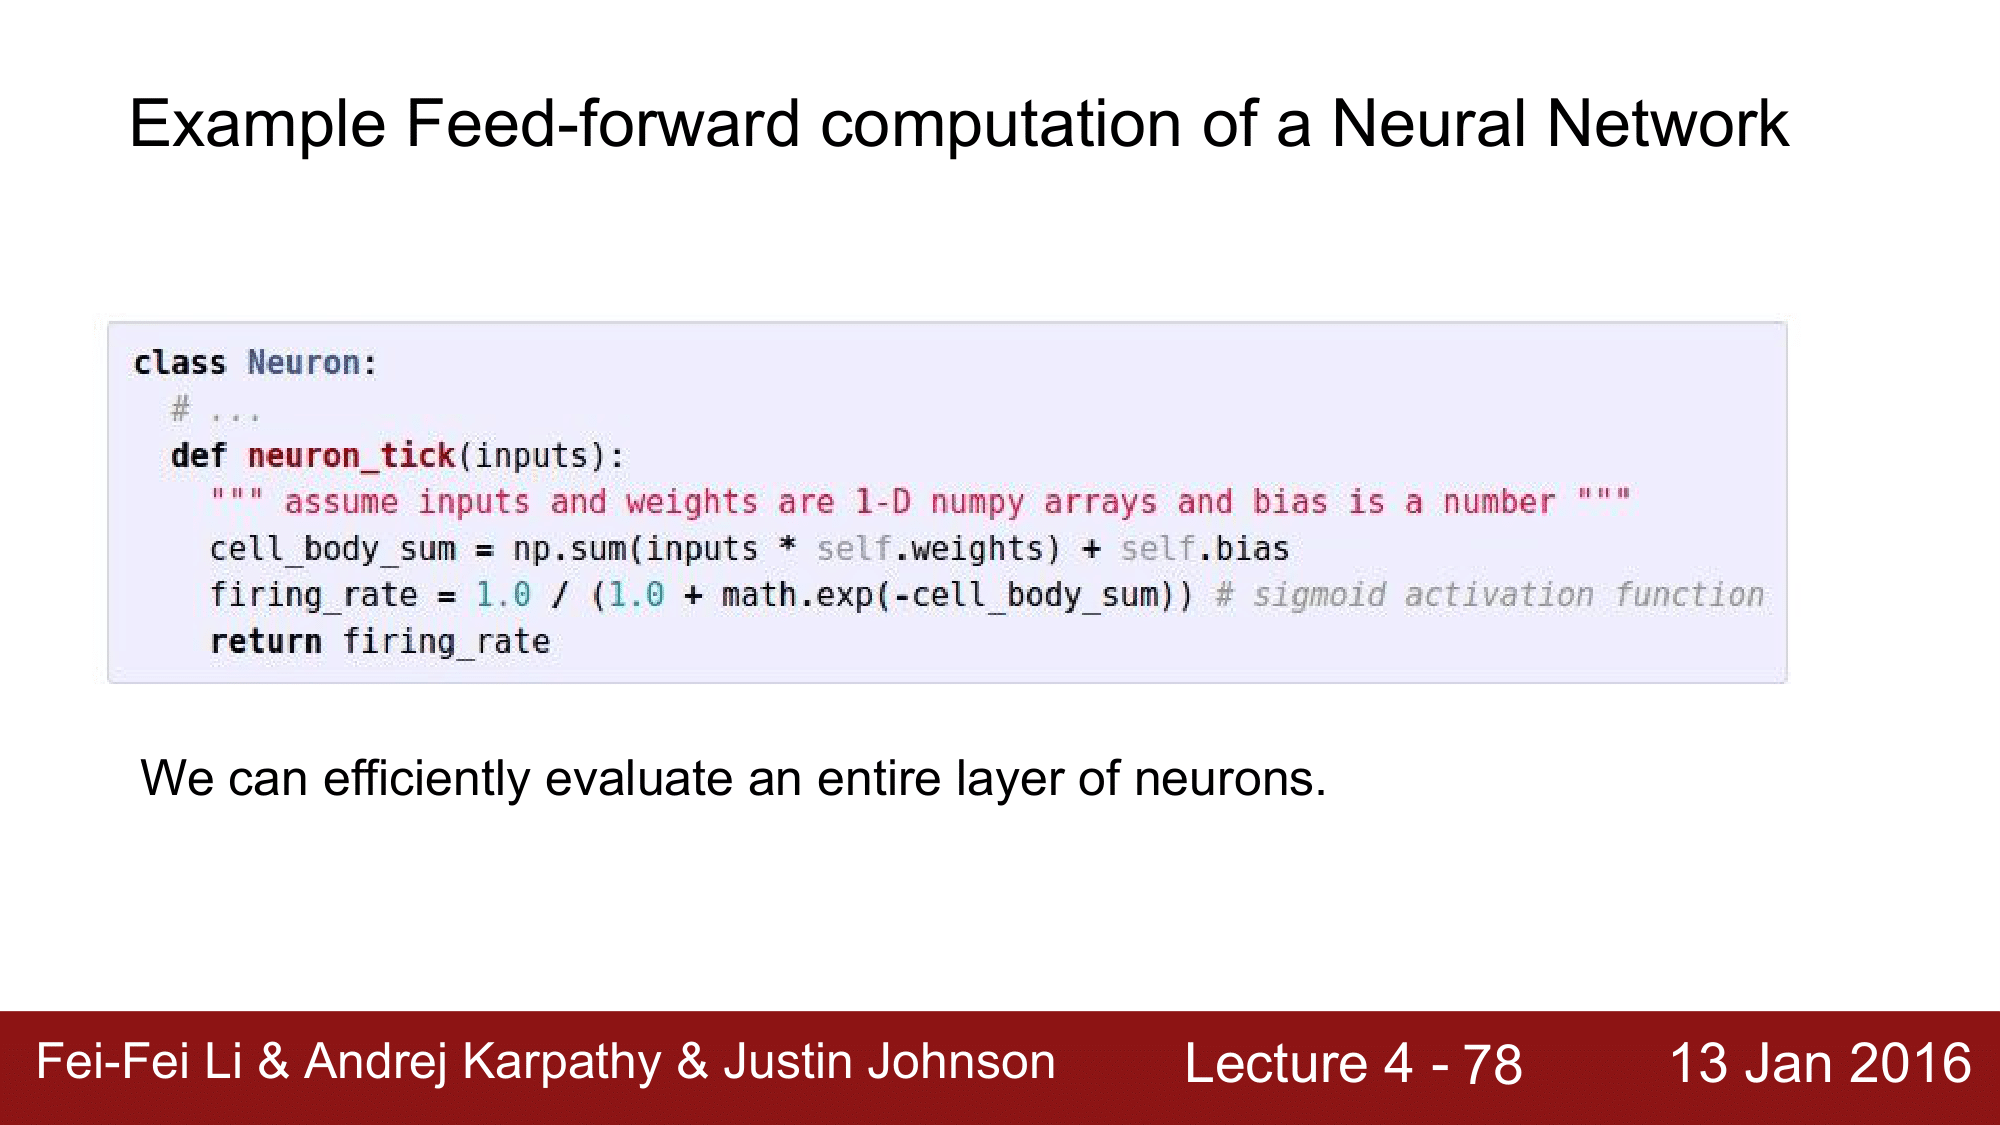 Example Feed-forward computation of a Neural Network
class Neuron:
# ...
def neuron_tick(inputs):
""" assume inputs and weights are 1-D numpy arrays and bias is a number """
cell_body_sum = np.sum(inputs * self.weights) + self.bias
firing_rate = 1.0 / (1.0 + math.exp(-cell_body_sum)) # sigmoid activation function
return firing_rate
We can efficiently evaluate an entire layer of neurons.
Fei-Fei Li & Andrej Karpathy & Justin Johnson Lecture 4 - 78 13 Jan 2016